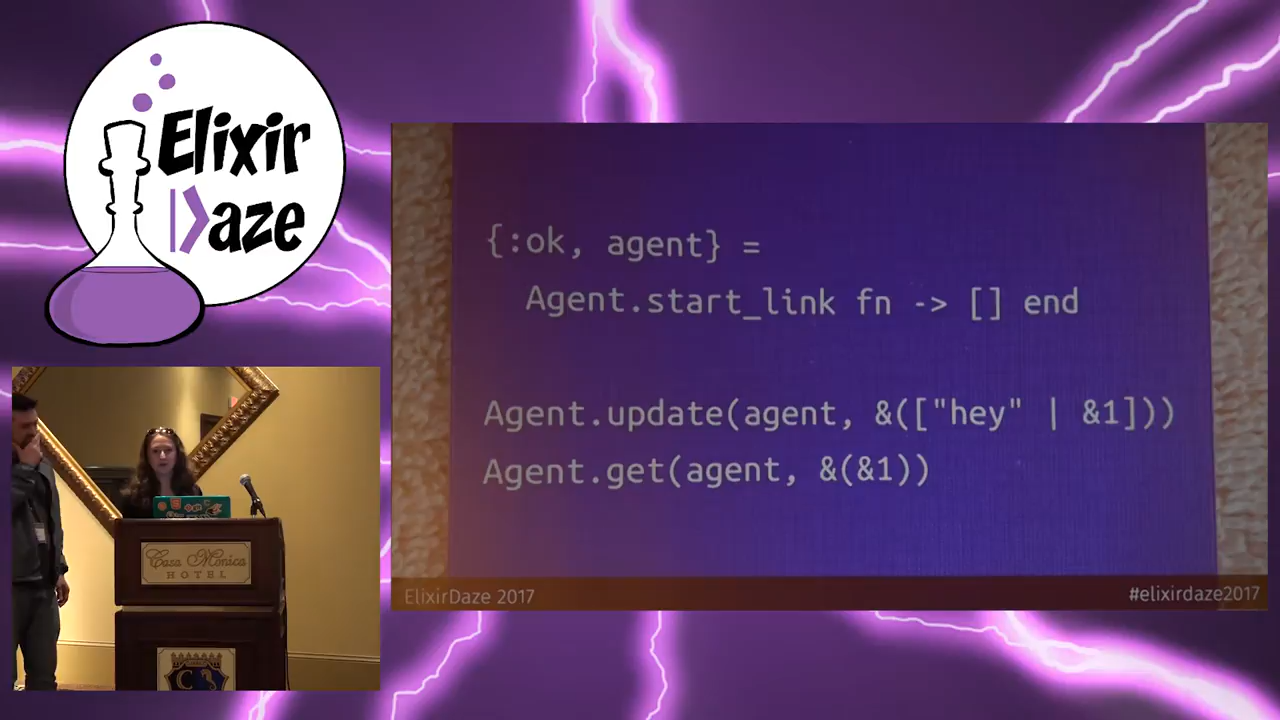 Elixir
Daze
{:ok, agent} =
Agent.start_link fn -> [] end
Agent.update(agent, &(["hey" | &1]))
Agent.get(agent, &(&1))
ElixirDaze 2017
#elixirdaze2017
Casa Monica
HOTEL
C